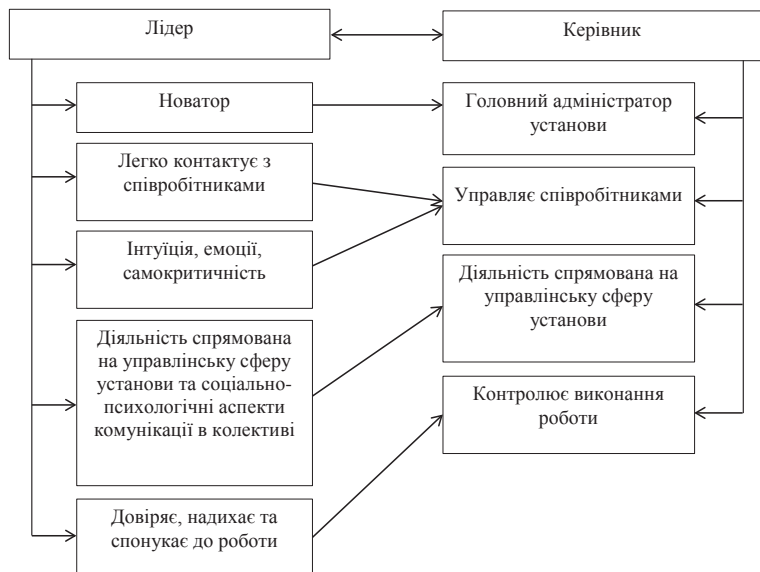 Лідер
Керівник
Новатор
Головний адміністратор
установи
Легко контактує з
співробітниками
Управляє співробітниками
Інтуїція, емоції,
самокритичність
Діяльність спрямована на
управлінську сферу
установи
Діяльність спрямована
на управлінську сферу
установи та соціально-
психологічні аспекти
комунікації в колективі
Контролює виконання
роботи
Довіряє, надихає та
спонукає до роботи